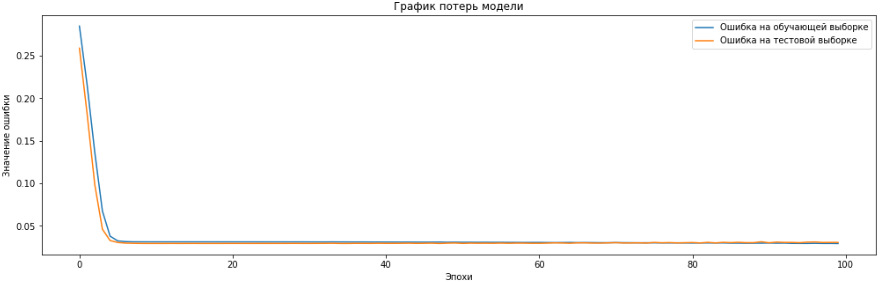 График потерь модели
Ошибка на обучающей выборке
Ошибка на тестовой выборке
Значение ошибки
0.25
0.20
0.15
0.10
0.05
0 20 40 60 80 100
Эпохи